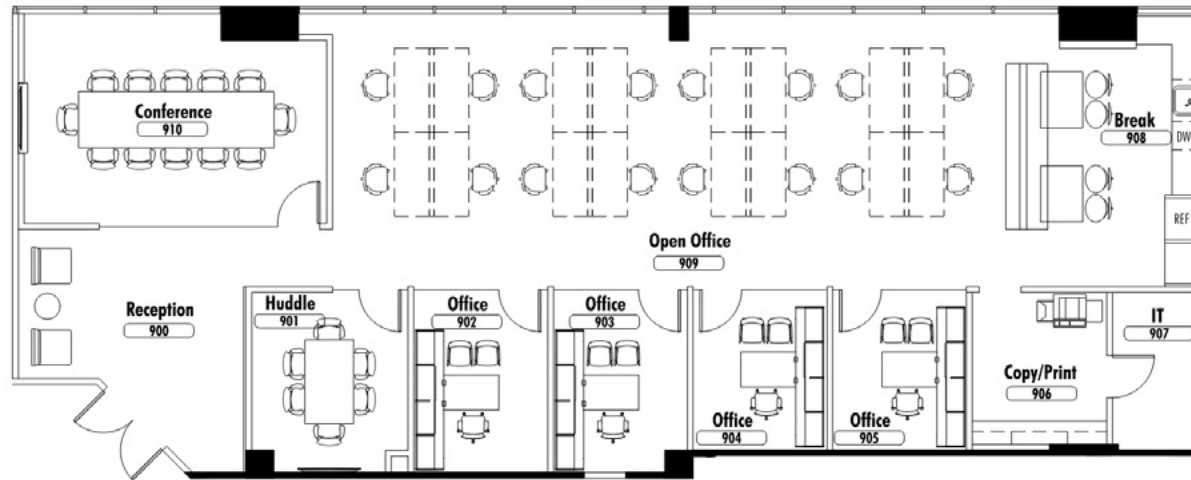 Conference
910
Break
908
DW
REF
Open Office
909
Reception
900
Huddle
901
Office
902
Office
903
Office
904
Office
905
Copy/Print
906
IT
907